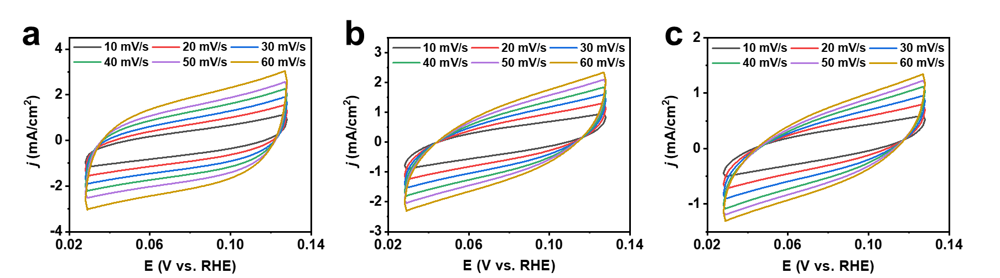 a
10 mV/s 20 mV/s 30 mV/s
40 mV/s 50 mV/s 60 mV/s
4
2
0
-2
-4
j (mA/cm²)
0.02 0.06 0.10 0.14
E (V vs. RHE)
b
10 mV/s 20 mV/s 30 mV/s
40 mV/s 50 mV/s 60 mV/s
3
2
1
0
-1
-2
-3
j (mA/cm²)
0.02 0.06 0.10 0.14
E (V vs. RHE)
c
10 mV/s 20 mV/s 30 mV/s
40 mV/s 50 mV/s 60 mV/s
2
1
0
-1
j (mA/cm²)
0.02 0.06 0.10 0.14
E (V vs. RHE)